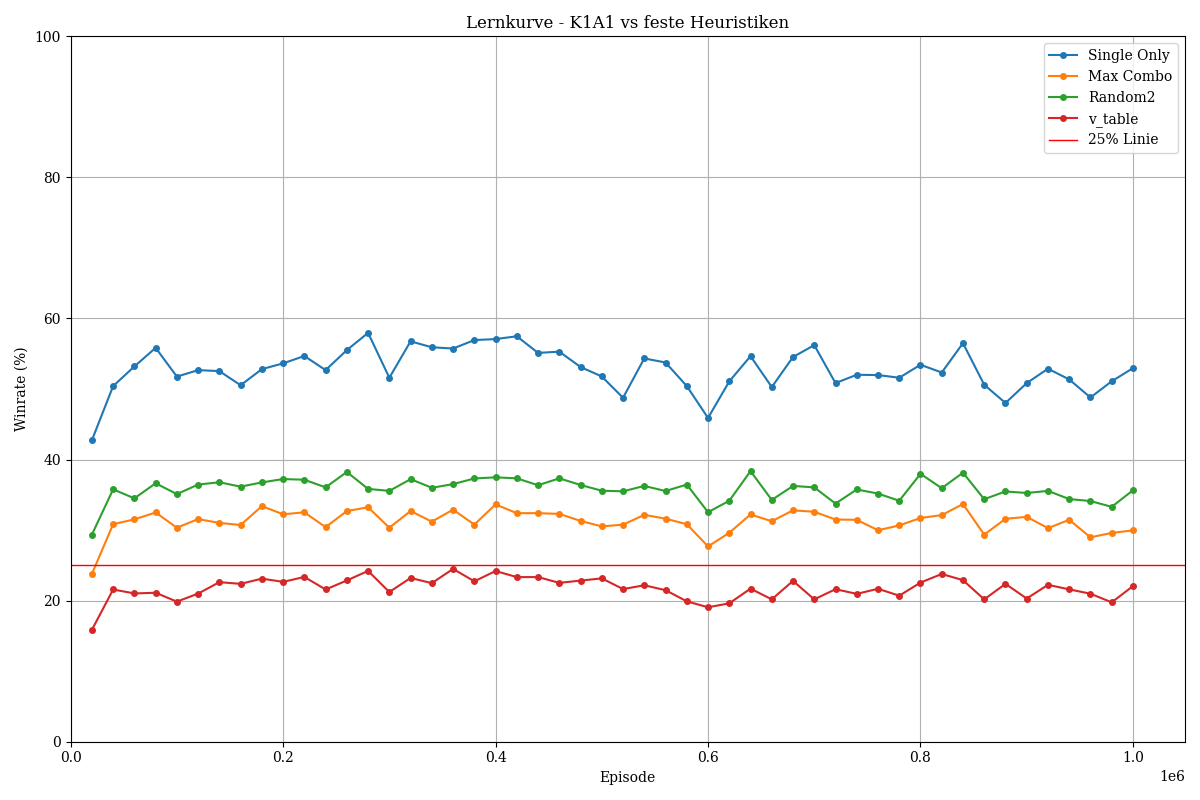 Lernkurve - K1A1 vs feste Heuristiken
Single Only
Max Combo
Random2
v_table
25% Linie
Winrate (%)
100
80
60
40
20
0
0.0 0.2 0.4 0.6 0.8 1.0
1e6
Episode